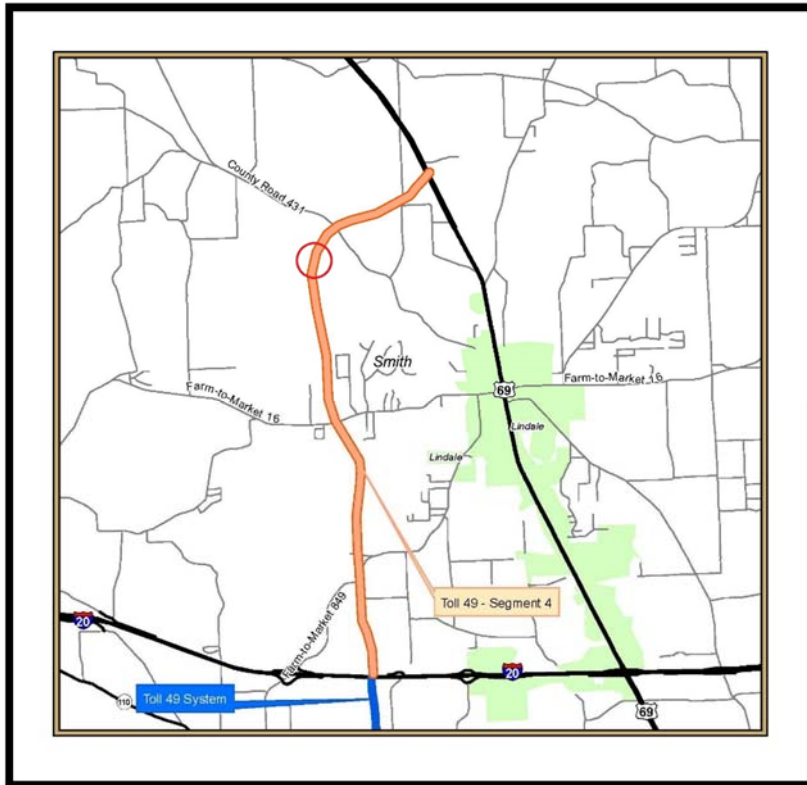 County Road 431
Smith
Farm-to-Market 16
69
Farm-to-Market 16
Lindale
Lindale
Toll 49 - Segment 4
Farm-to-Market 849
20
20
110
Toll 49 System
69